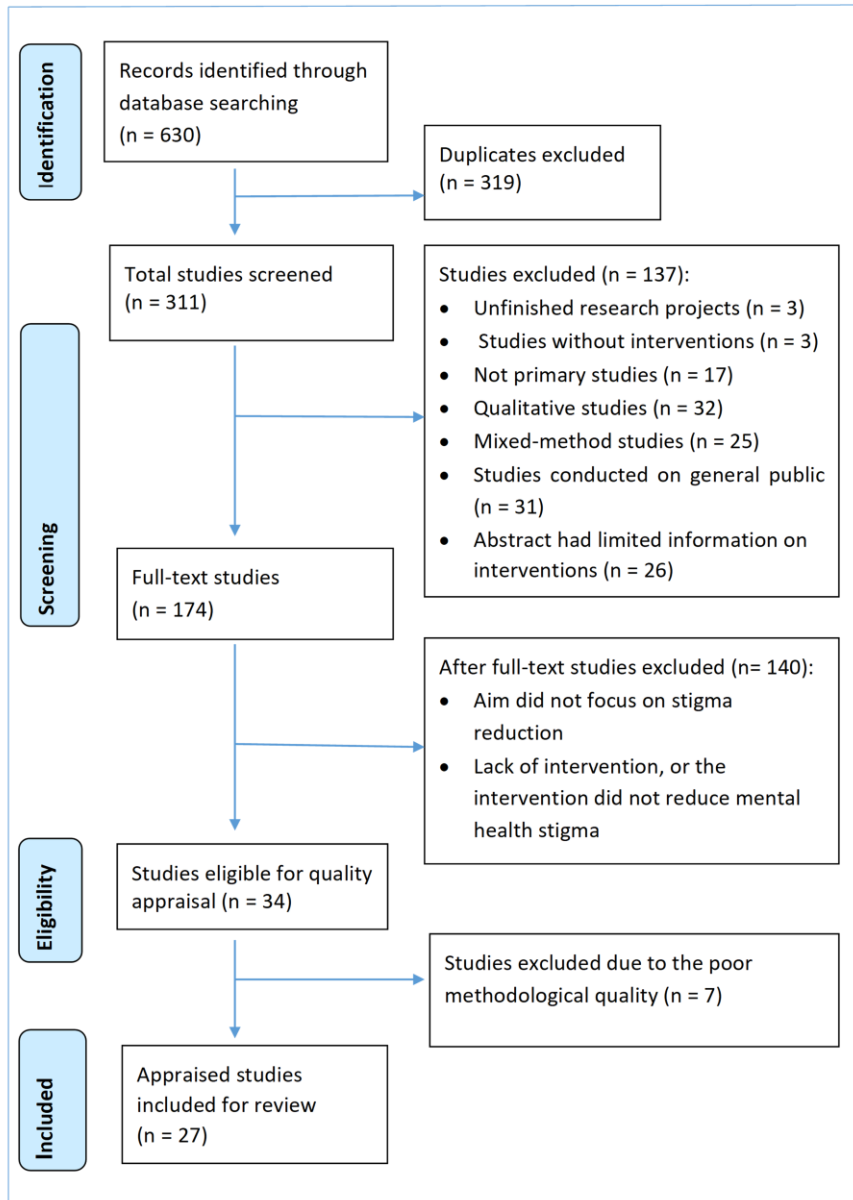 Identification
Records identified through
database searching
(n = 630)
Duplicates excluded
(n = 319)
Screening
Total studies screened
(n = 311)
Studies excluded (n = 137):
• Unfinished research projects (n = 3)
• Studies without interventions (n = 3)
• Not primary studies (n = 17)
• Qualitative studies (n = 32)
• Mixed-method studies (n = 25)
• Studies conducted on general public
(n = 31)
• Abstract had limited information on
interventions (n = 26)
Full-text studies
(n = 174)
After full-text studies excluded (n= 140):
• Aim did not focus on stigma
reduction
• Lack of intervention, or the
intervention did not reduce mental
health stigma
Eligibility
Studies eligible for quality
appraisal (n = 34)
Studies excluded due to the poor
methodological quality (n = 7)
Included
Appraised studies
included for review
(n = 27)